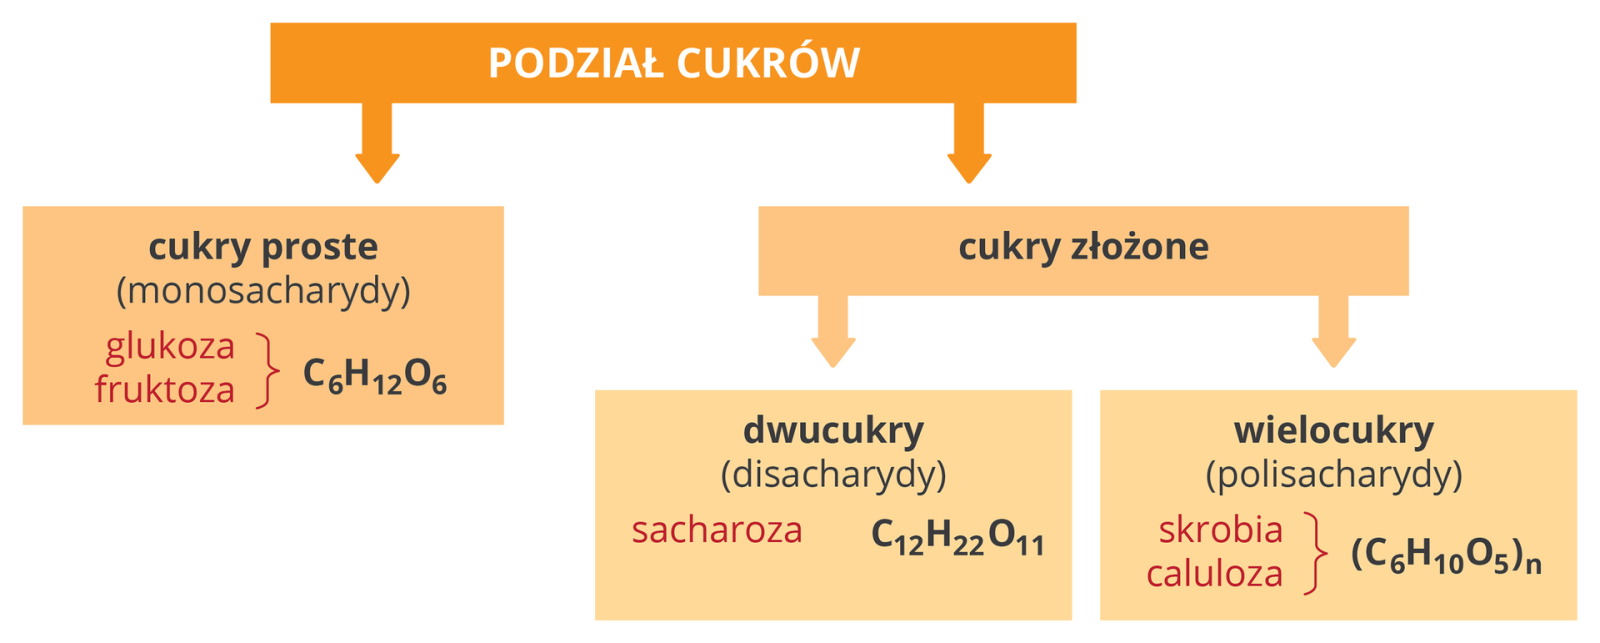 PODZIAŁ CUKRÓW
cukry proste
(monosacharydy)
glukoza
fruktoza
C₆H₁₂O₆
cukry złożone
dwucukry
(disacharydy)
sacharoza C₁₂H₂₂O₁₁
wielocukry
(polisacharydy)
skrobia
caluloza
(C₆H₁₀O₅)ₙ